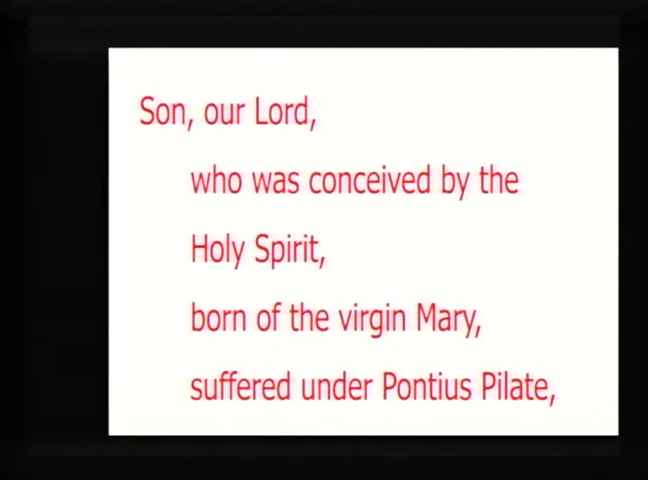 Son, our Lord,
who was conceived by the
Holy Spirit,
born of the virgin Mary,
suffered under Pontius Pilate,